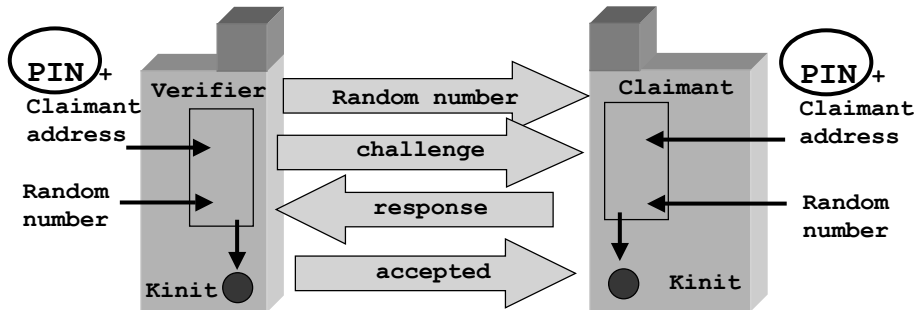 PIN +
Claimant
address
Random
number
Verifier
Kinit
Random number
challenge
response
accepted
Claimant
Kinit
PIN +
Claimant
address
Random
number